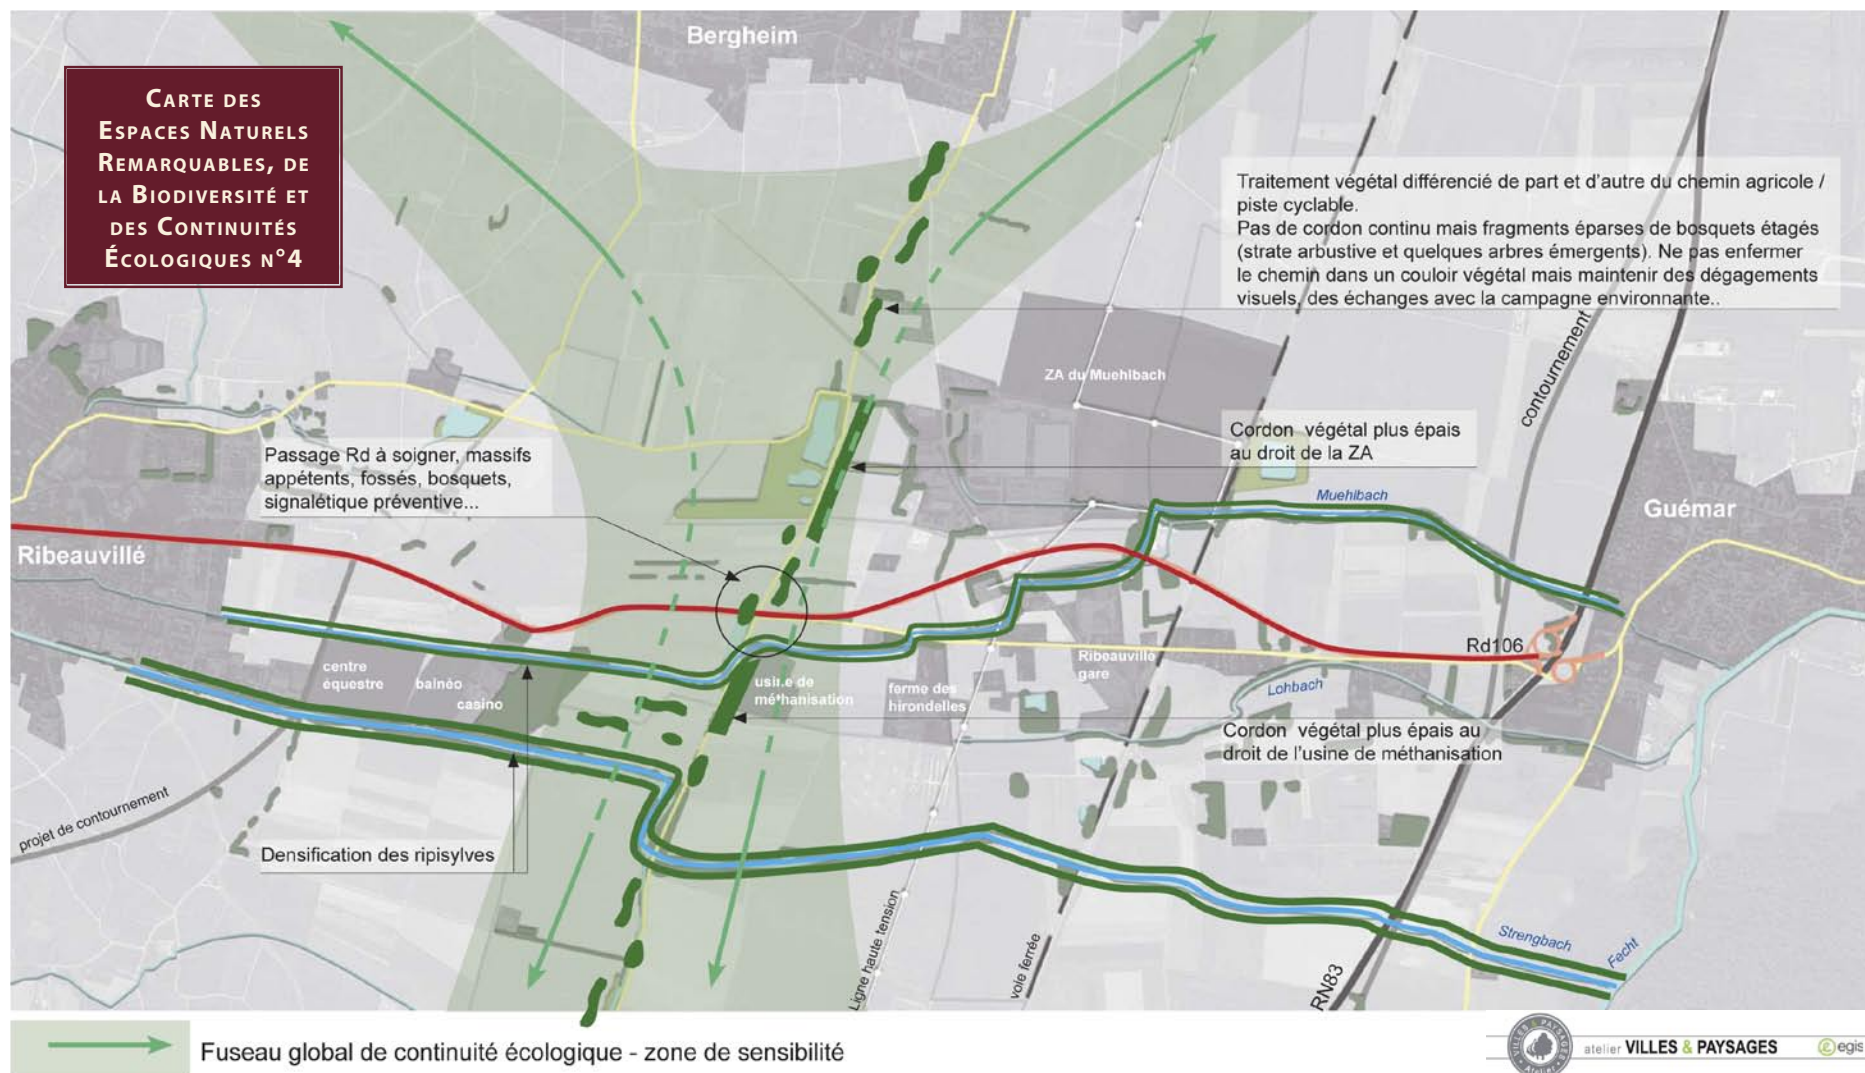 Bergheim
CARTE DES
ESPACES NATURELS
REMARQUABLES, DE
LA BIODIVERSITÉ ET
DES CONTINUITÉS
ÉCOLOGIQUES N°4
Traitement végétal différencié de part et d'autre du chemin agricole /
piste cyclable.
Pas de cordon continu mais fragments éparses de bosquets étagés
(strate arbustive et quelques arbres émergents). Ne pas enfermer
le chemin dans un couloir végétal mais maintenir des dégagements
visuels, des échanges avec la campagne environnante..
contournement
ZA du Muehlbach
Cordon végétal plus épais
au droit de la ZA
Passage Rd à soigner, massifs
appétents, fossés, bosquets,
signalétique préventive...
Muehlbach
Guémar
Ribeauvillé
Rd106
centre
équestre
balnéo
casino
usine de
méthanisation
ferme des
hirondelles
Ribeauvillé
gare
Lohbach
Cordon végétal plus épais au
droit de l'usine de méthanisation
projet de contournement
Densification des ripisylves
Ligne haute tension
voie ferrée
RN83
Strengbach
Fecht
Fuseau global de continuité écologique - zone de sensibilité
VILLES & PAYSAGES
Atelier
atelier VILLES & PAYSAGES
egis